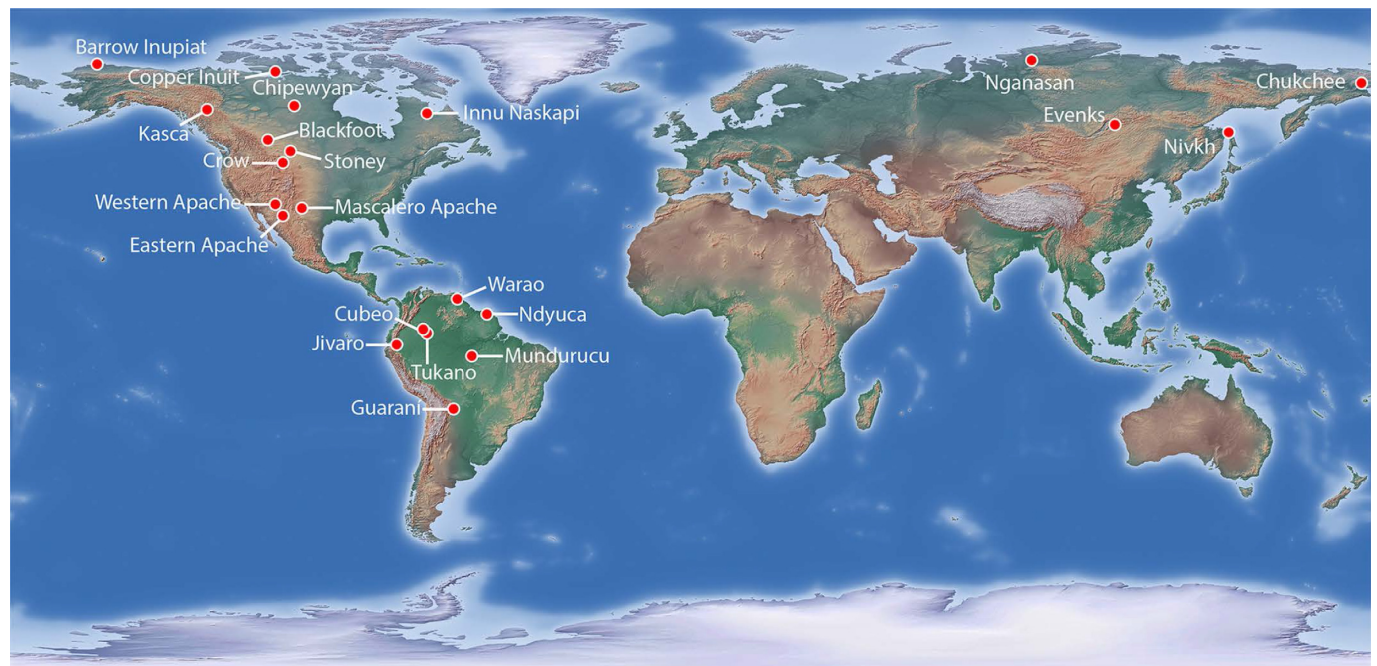 Barrow Inupiat
Copper Inuit
Chipewyan
Nganasan
Chukchee
Kasca
Innu Naskapi
Evenks
Blackfoot
Nivkh
Crow
Stoney
Western Apache
Mascalero Apache
Eastern Apache
Warao
Cubeo
Ndyuca
Jivaro
Mundurucu
Tukano
Guarani